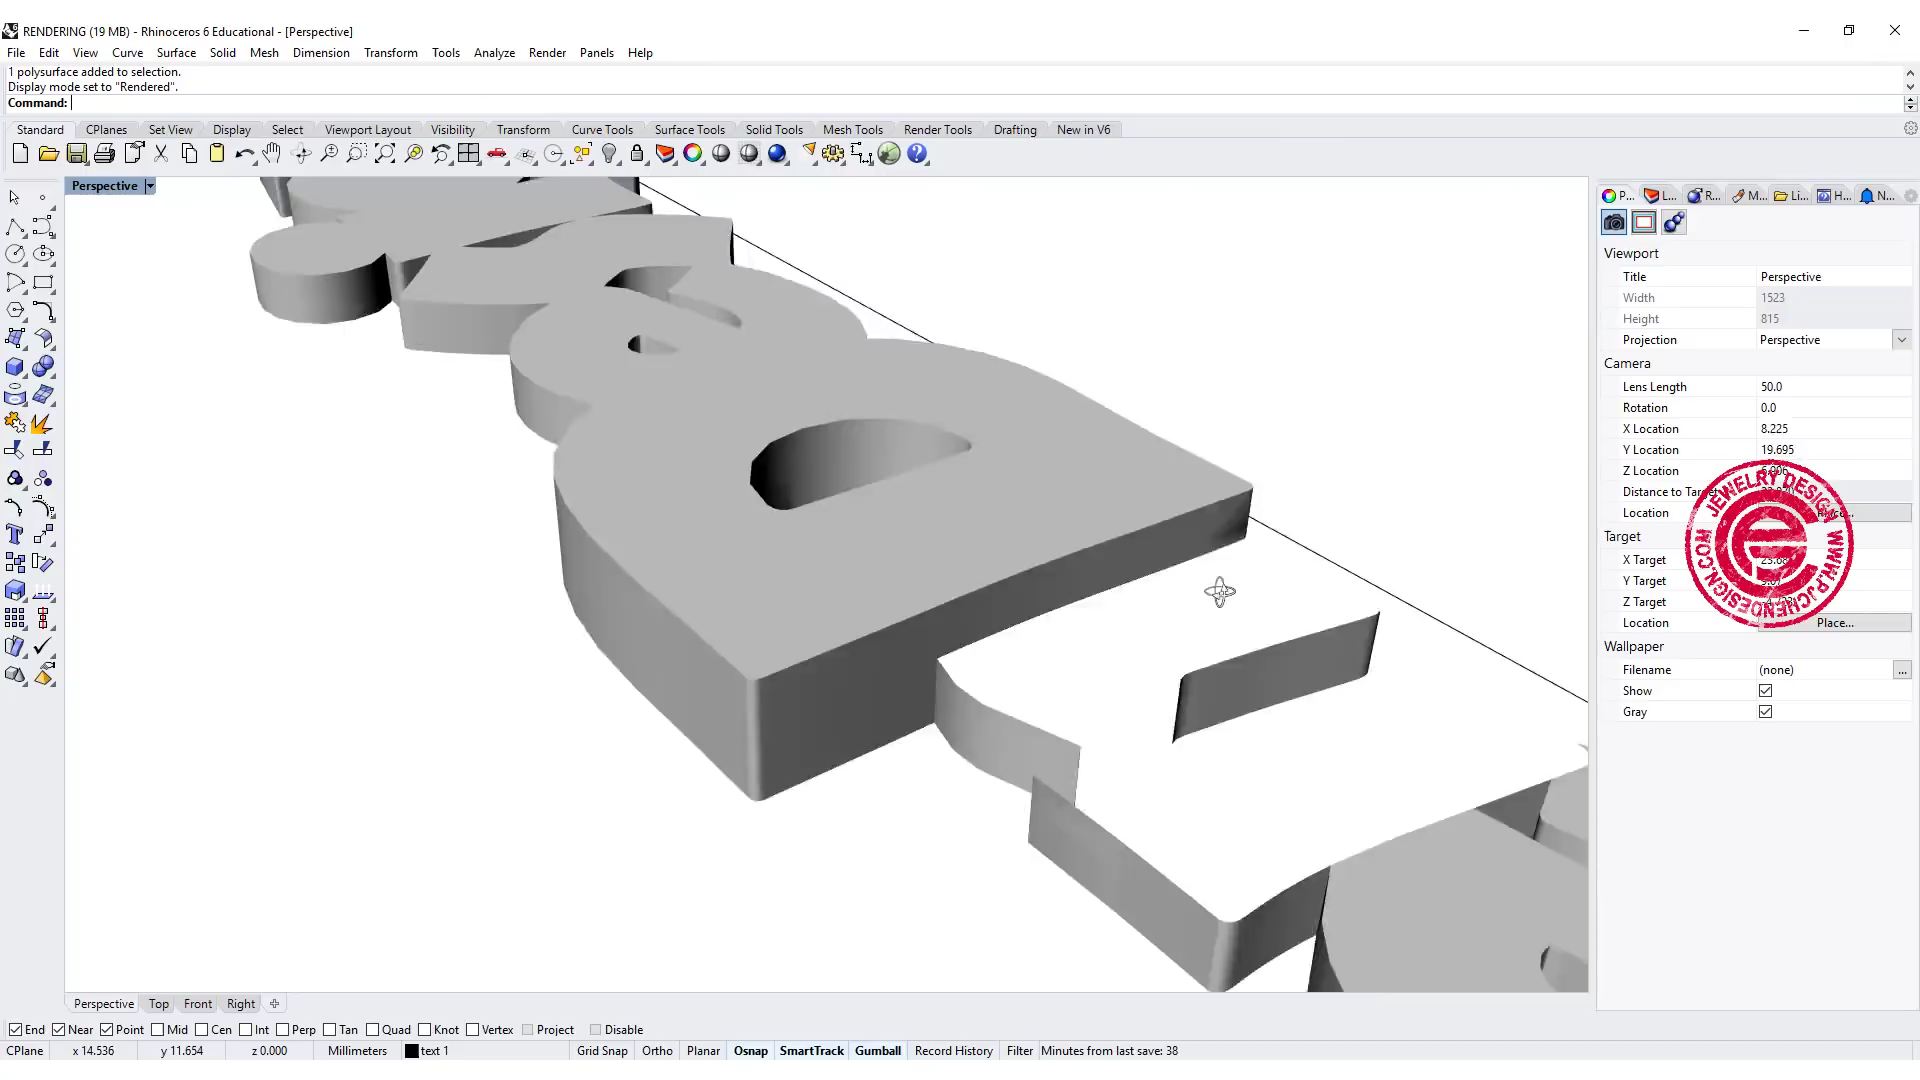 RENDERING (19 MB) - Rhinoceros 6 Educational - [Perspective]
File Edit View Curve Surface Solid Mesh Dimension Transform Tools Analyze Render Panels Help
1 polysurface added to selection.
Display mode set to "Rendered".
Command:
Standard CPlanes Set View Display Select Viewport Layout Visibility Transform Curve Tools Surface Tools Solid Tools Mesh Tools Render Tools Drafting New in V6
Perspective
P... L... R... M... Li... H... N...
Viewport
Title Perspective
Width 1523
Height 815
Projection Perspective
Camera
Lens Length 50.0
Rotation 0.0
X Location 8.225
Y Location 19.695
Z Location
Distance to Target
Location
Target
X Target
Y Target
Z Target
Location Place...
Wallpaper
Filename (none) ...
Show
Gray
JEWELRY DESIGN
WWW.PJCHENDESIGN.COM
Perspective Top Front Right
End Near Point Mid Cen Int Perp Tan Quad Knot Vertex Project Disable
CPlane x 14.536 y 11.654 z 0.000 Millimeters text 1 Grid Snap Ortho Planar Osnap SmartTrack Gumball Record History Filter Minutes from last save: 38